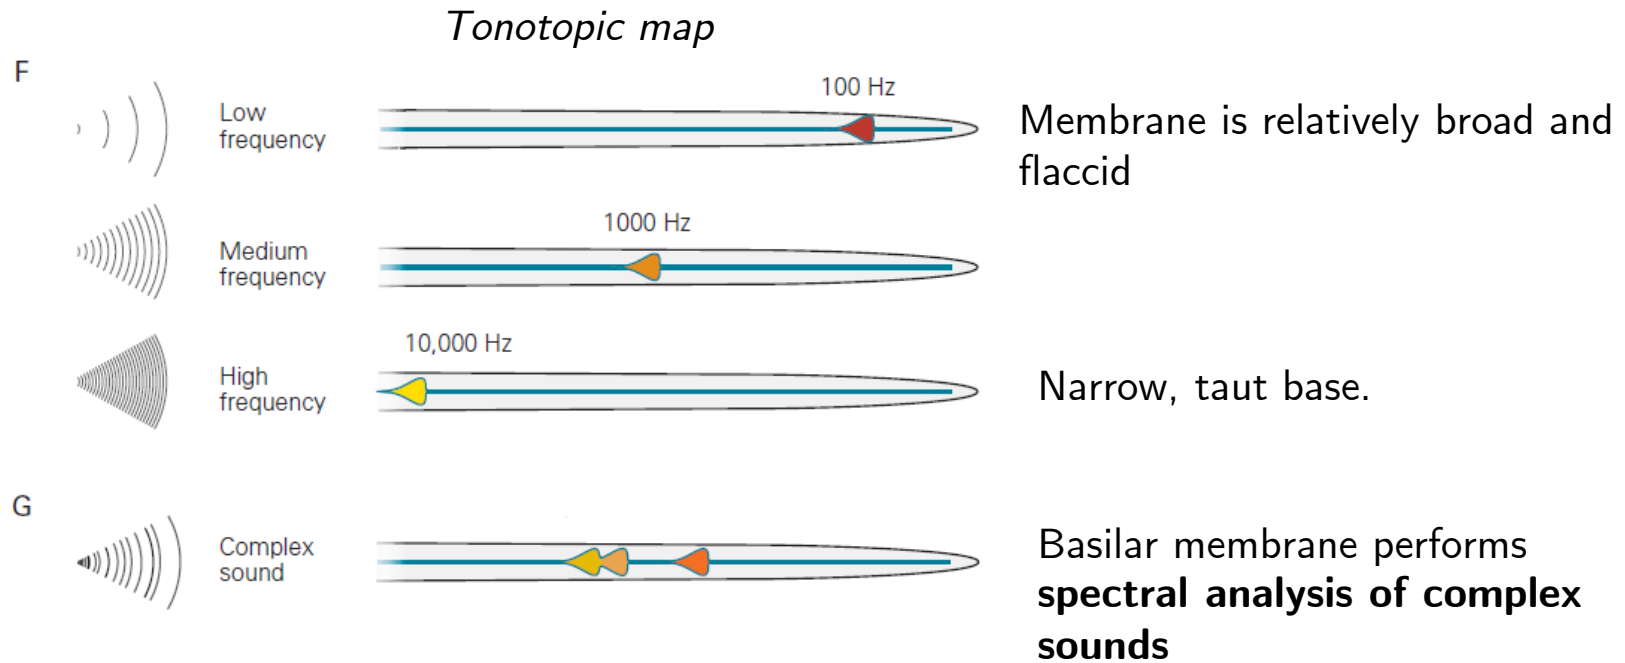 Tonotopic map
F
100 Hz
Low
frequency
Membrane is relatively broad and
flaccid
1000 Hz
Medium
frequency
10,000 Hz
High
frequency
Narrow, taut base.
G
Complex
sound
Basilar membrane performs
spectral analysis of complex
sounds